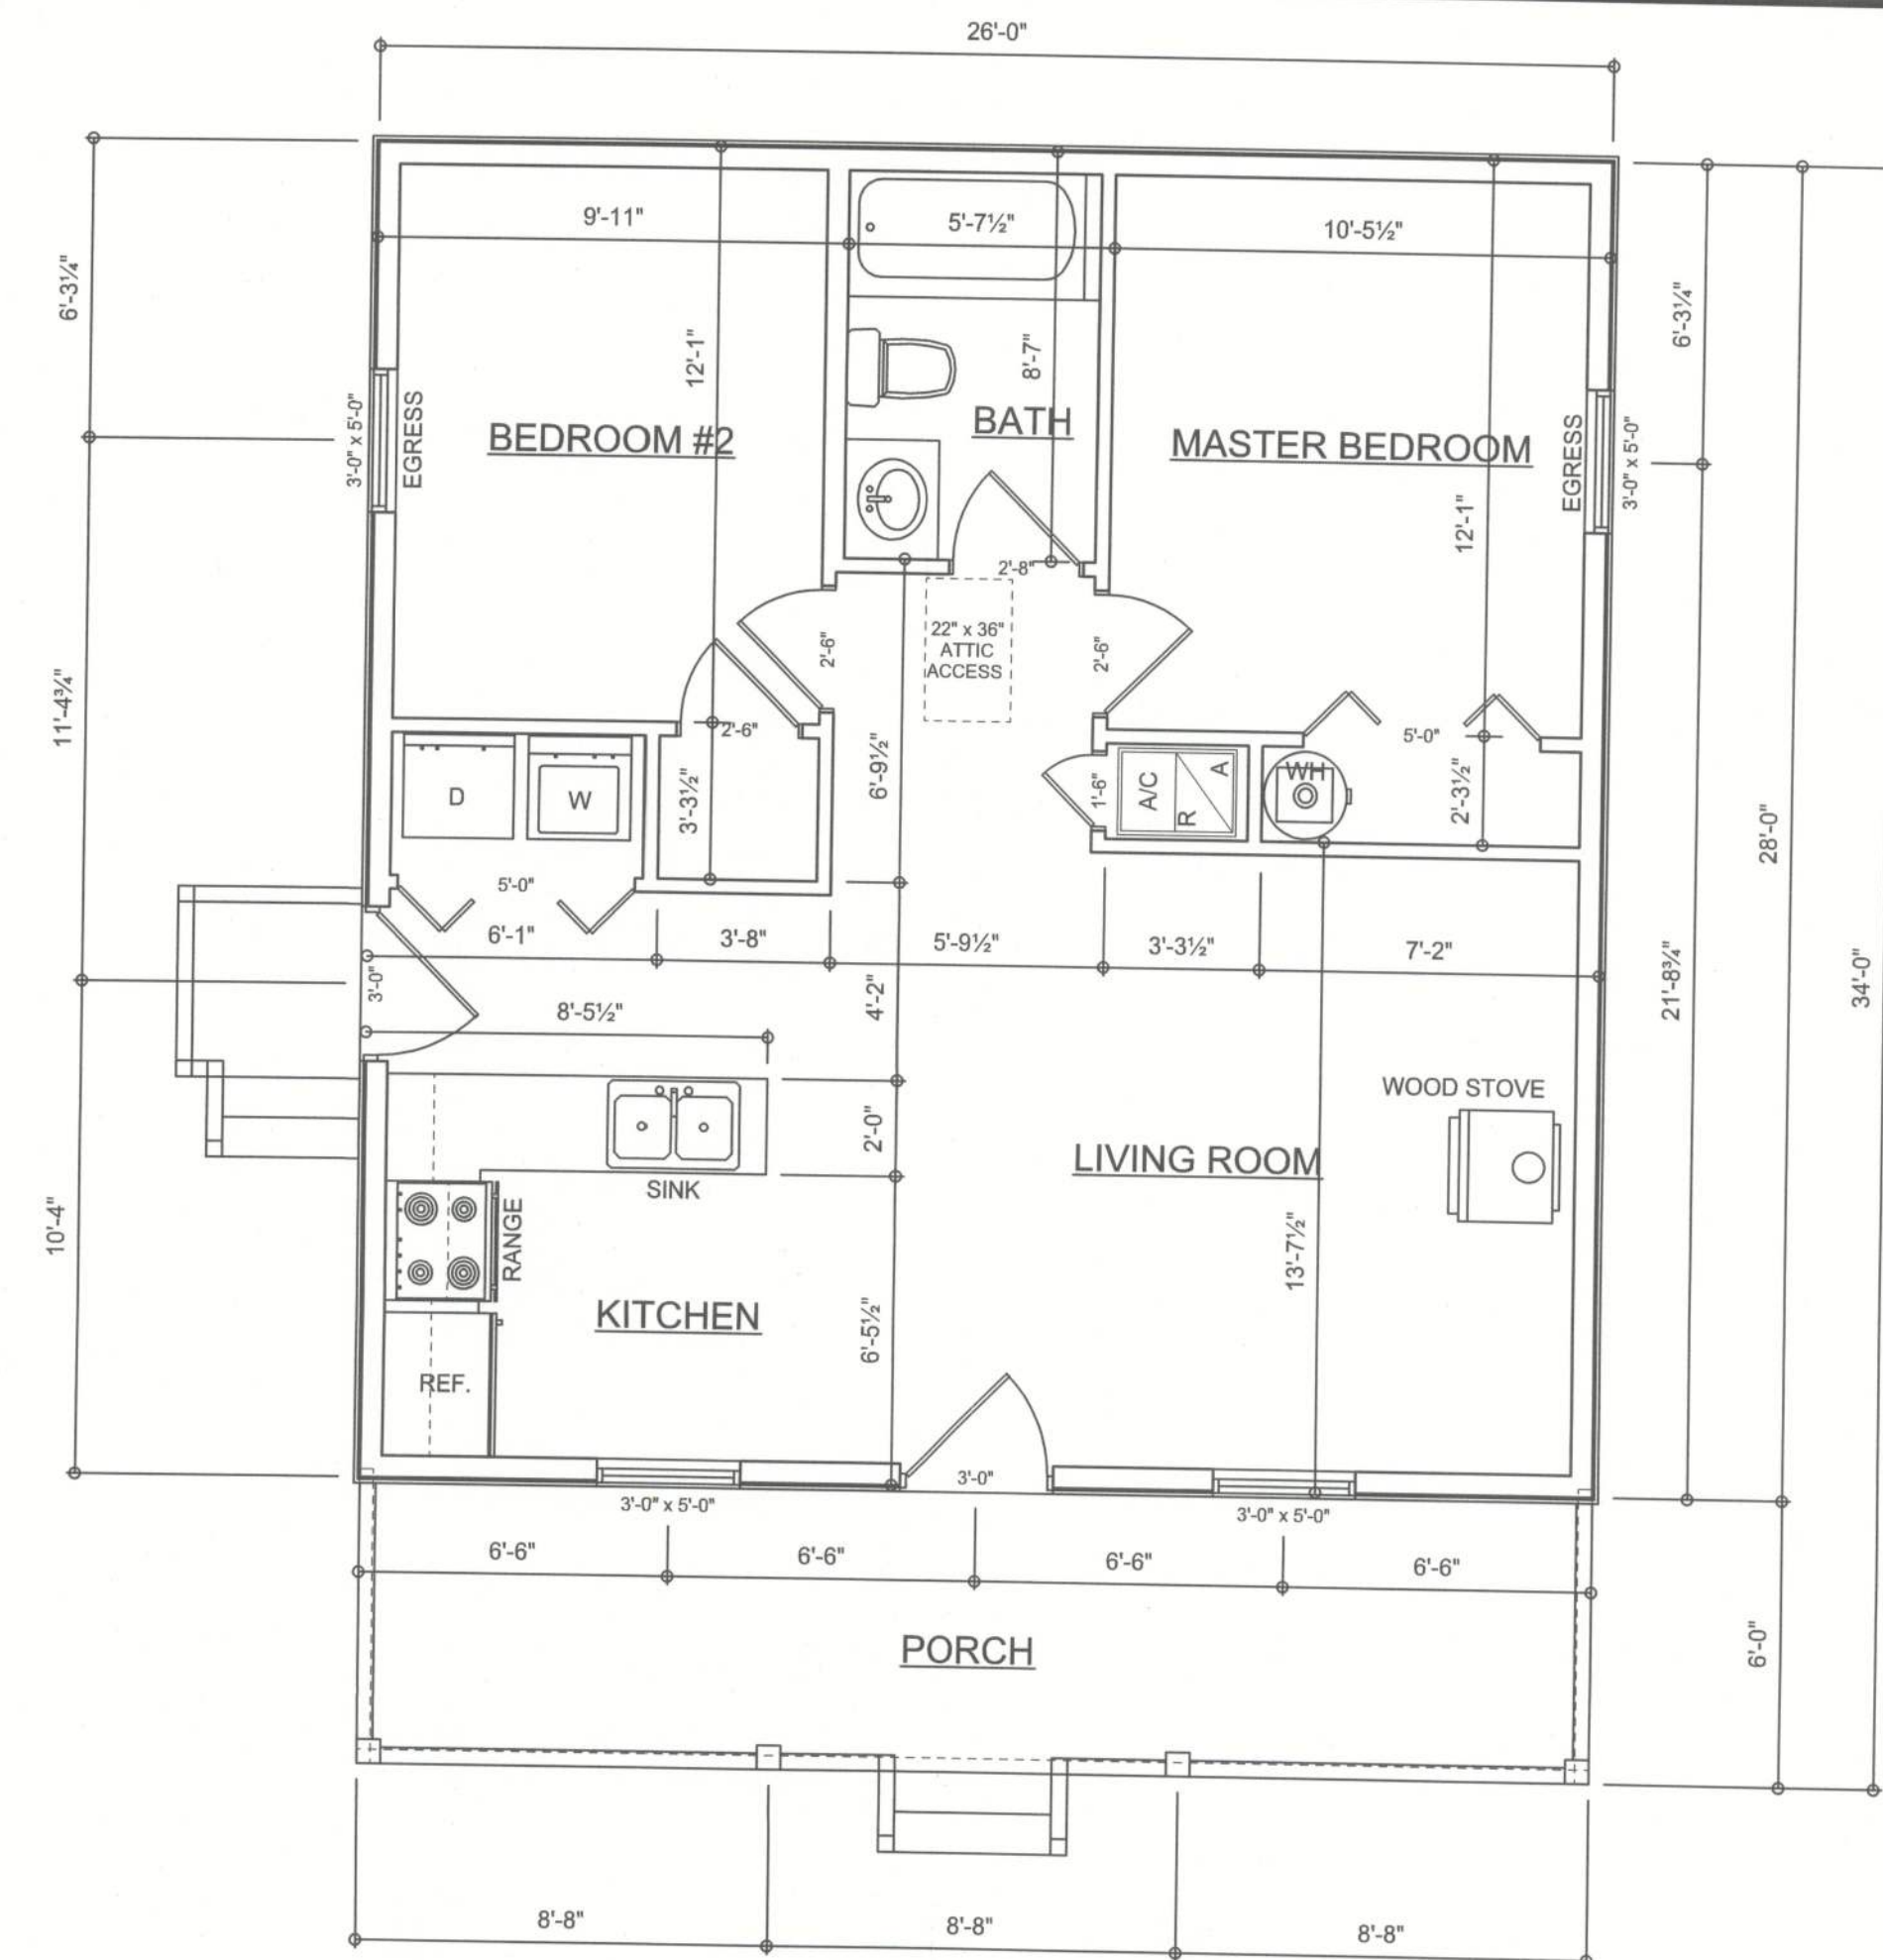 26'-0"
9'-11"
5'-7½"
10'-5½"
6'-3¼"
6'-3¼"
12'-1"
8'-7"
3'-0" x 5'-0"
EGRESS
BEDROOM #2
BATH
MASTER BEDROOM
EGRESS
3'-0" x 5'-0"
12'-1"
2'-8"
22" x 36"
ATTIC
ACCESS
2'-6"
2'-6"
11'-4¾"
2'-6"
5'-0"
6'-9½"
D
W
3'-3½"
1'-6"
A/C
R
A
WH
2'-3½"
28'-0"
5'-0"
6'-1"
3'-8"
5'-9½"
3'-3½"
7'-2"
3'-0"
8'-5½"
4'-2"
21'-8¾"
34'-0"
WOOD STOVE
2'-0"
LIVING ROOM
SINK
10'-4"
RANGE
13'-7½"
KITCHEN
6'-5½"
REF.
3'-0"
3'-0" x 5'-0"
3'-0" x 5'-0"
6'-6"
6'-6"
6'-6"
6'-6"
PORCH
6'-0"
8'-8"
8'-8"
8'-8"